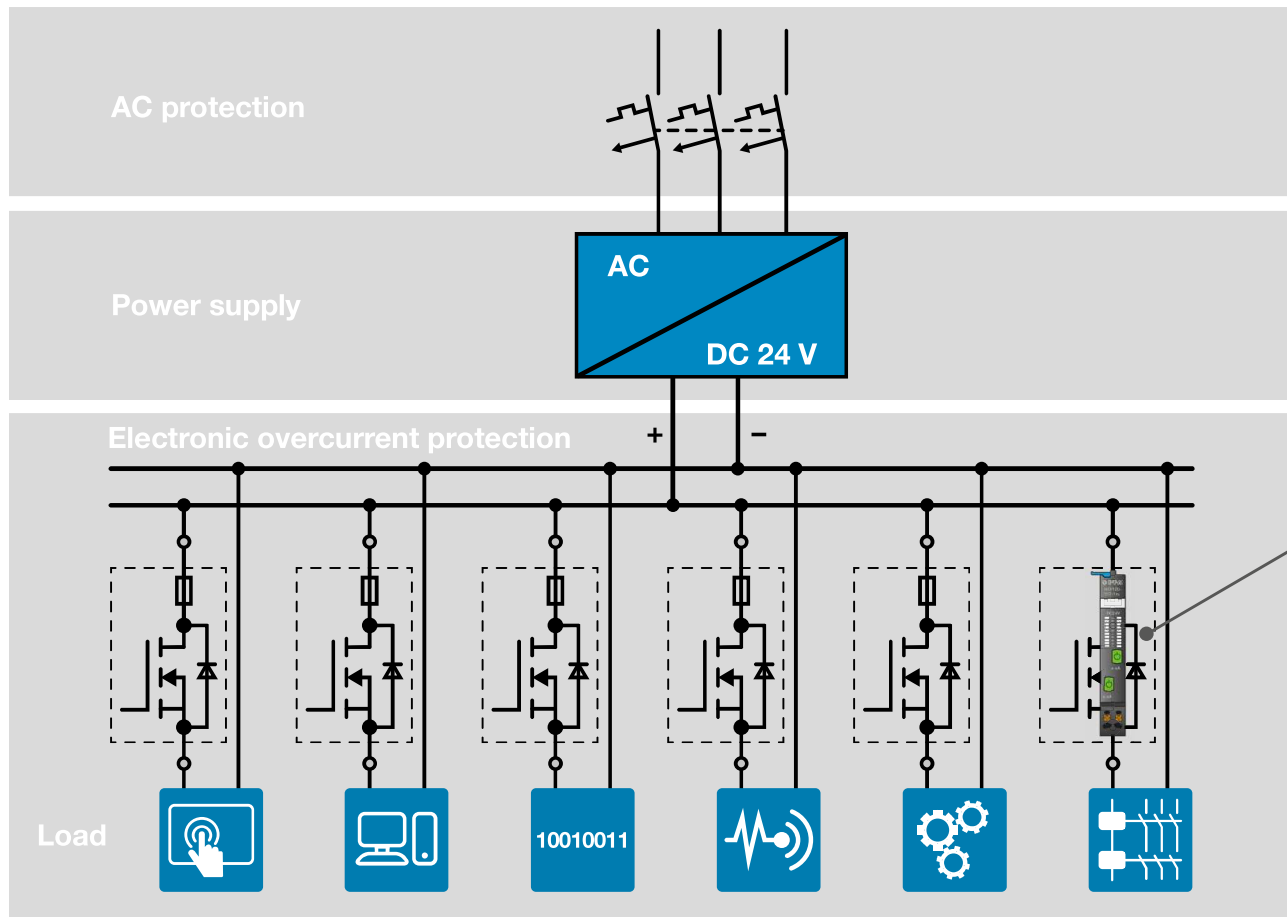 AC protection
Power supply
AC
DC 24 V
Electronic overcurrent protection
+
−
Load
10010011